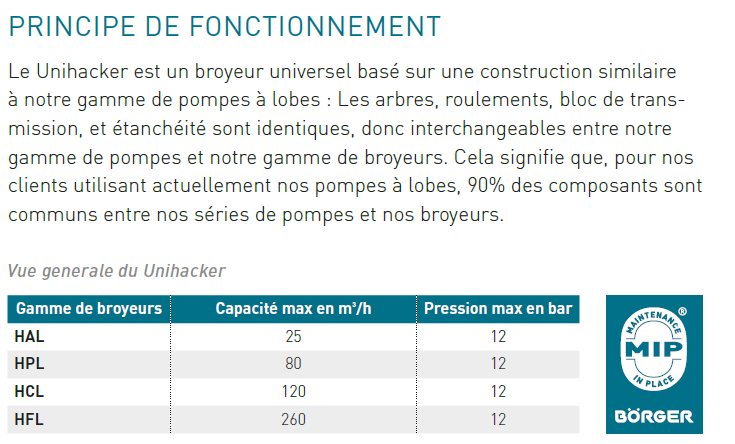 PRINCIPE DE FONCTIONNEMENT
Le Unihacker est un broyeur universel basé sur une construction similaire
à notre gamme de pompes à lobes : Les arbres, roulements, bloc de trans-
mission, et étanchéité sont identiques, donc interchangeables entre notre
gamme de pompes et notre gamme de broyeurs. Cela signifie que, pour nos
clients utilisant actuellement nos pompes à lobes, 90% des composants sont
communs entre nos séries de pompes et nos broyeurs.
Vue generale du Unihacker
Gamme de broyeurs Capacité max en m³/h Pression max en bar
HAL 25 12
HPL 80 12
HCL 120 12
HFL 260 12
MAINTENANCE ®
MIP
IN PLACE
BÖRGER